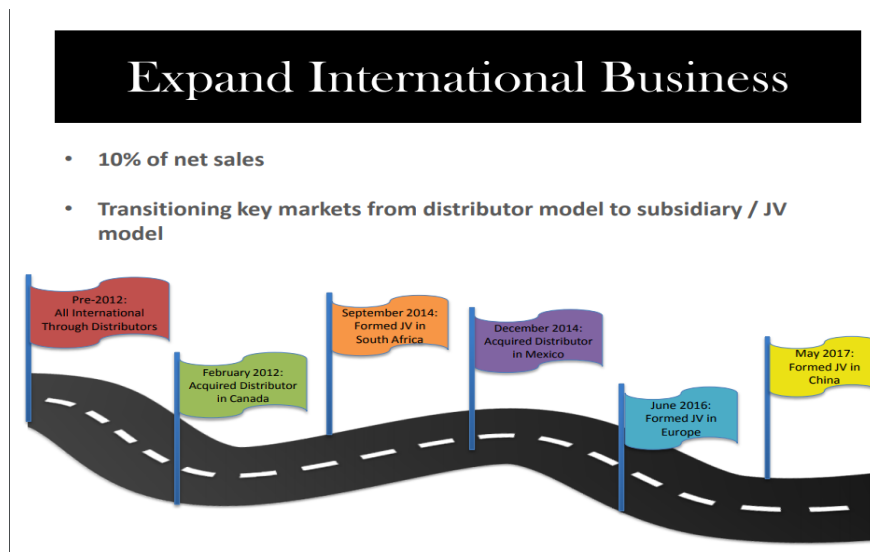 Expand International Business
• 10% of net sales
• Transitioning key markets from distributor model to subsidiary / JV
model
Pre-2012:
All International
Through Distributors
February 2012:
Acquired Distributor
in Canada
September 2014:
Formed JV in
South Africa
December 2014:
Acquired Distributor
in Mexico
June 2016:
Formed JV in
Europe
May 2017:
Formed JV in
China